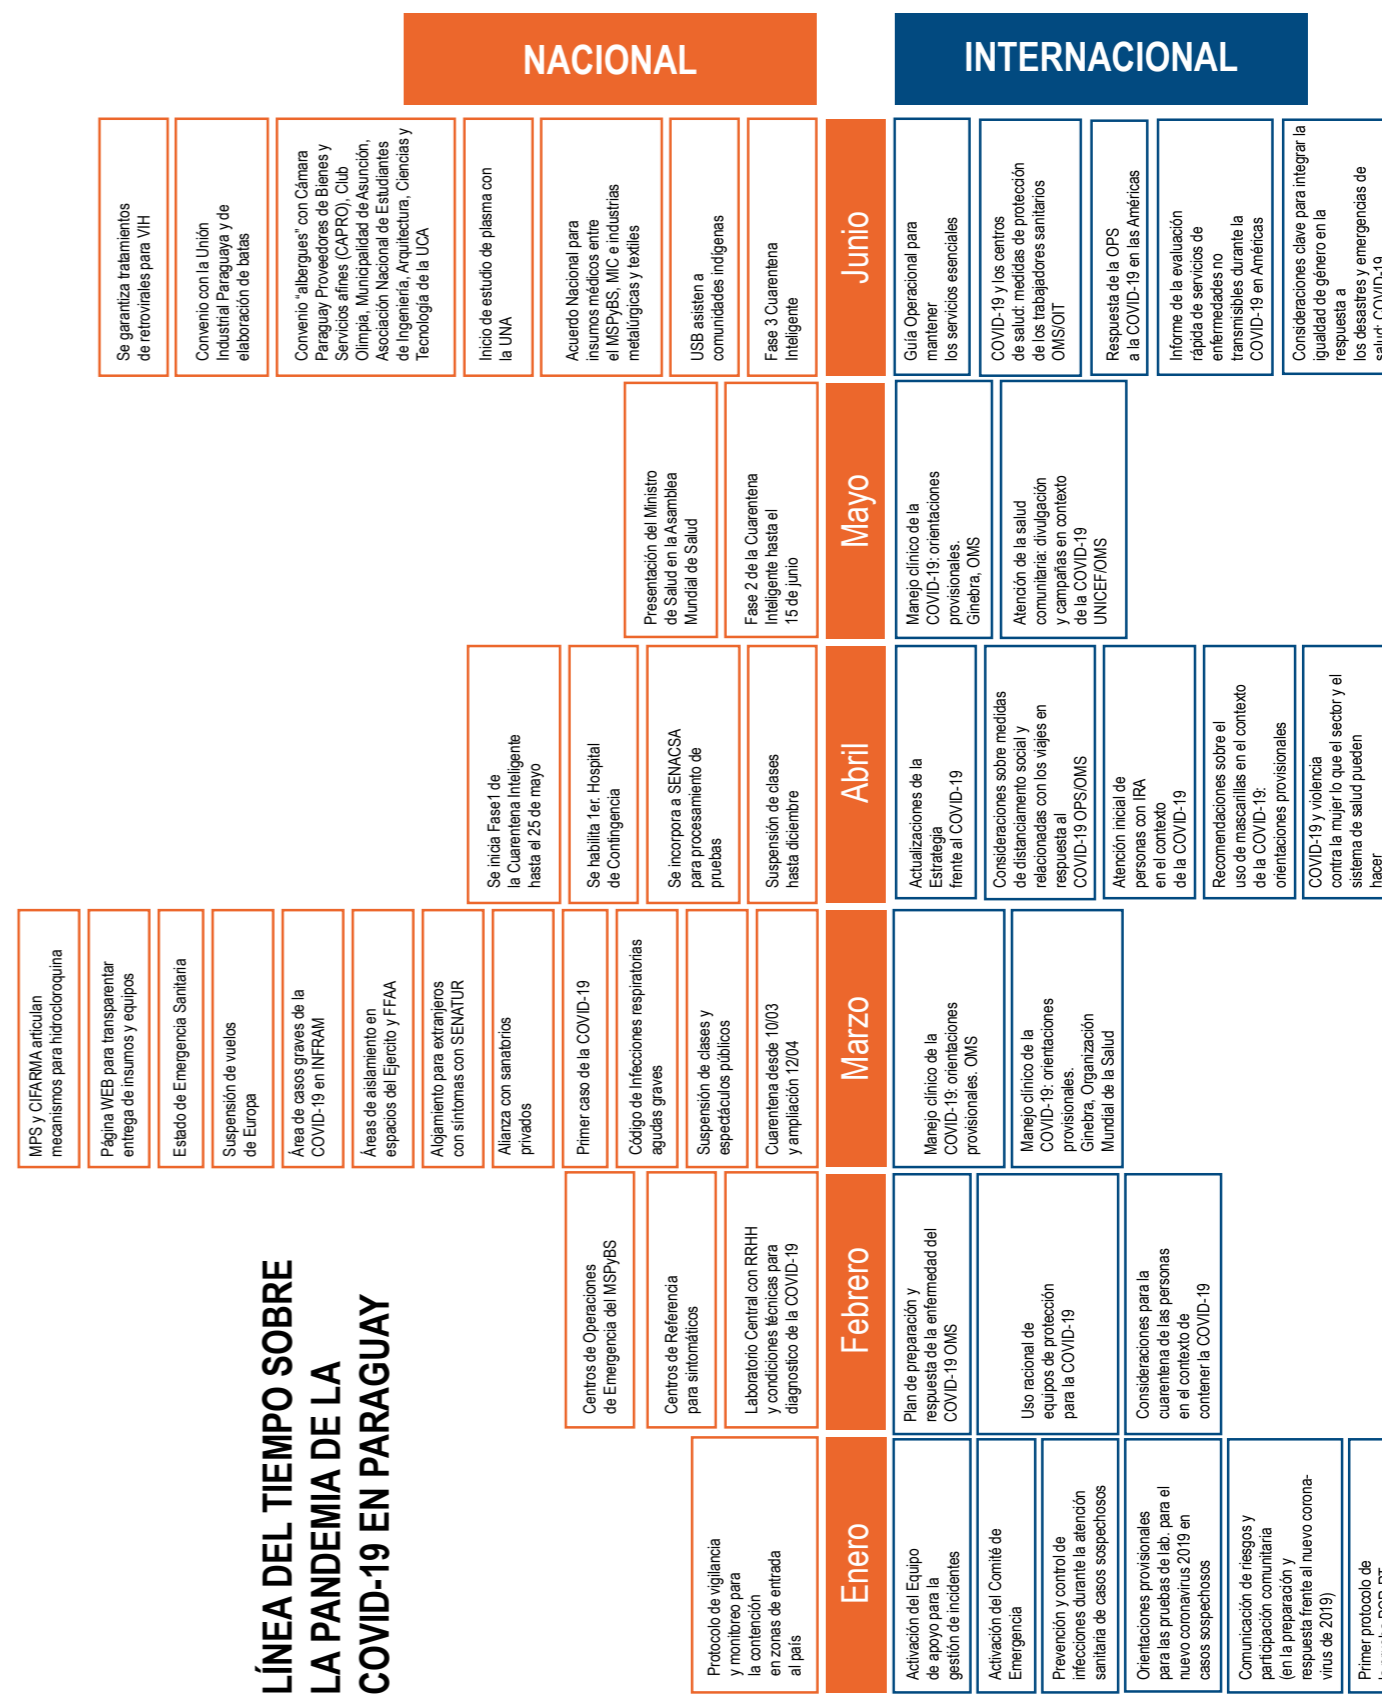 LÍNEA DEL TIEMPO SOBRE
LA PANDEMIA DE LA
COVID-19 EN PARAGUAY
NACIONAL
INTERNACIONAL
Enero
Protocolo de vigilancia
y monitoreo para
la contención
en zonas de entrada
al país
Activación del Equipo
de apoyo para la
gestión de incidentes
Activación del Comité de
Emergencia
Prevención y control de
infecciones durante la atención
sanitaria de casos sospechosos
Orientaciones provisionales
para las pruebas de lab. para el
nuevo coronavirus 2019 en
casos sospechosos
Comunicación de riesgos y
participación comunitaria
(en la preparación y
respuesta frente al nuevo corona-
virus de 2019)
Primer protocolo de
Febrero
Centros de Operaciones
de Emergencia del MSPyBS
Centros de Referencia
para sintomáticos
Laboratorio Central con RRHH
y condiciones técnicas para
diagnostico de la COVID-19
Plan de preparación y
respuesta de la enfermedad del
COVID-19 OMS
Uso racional de
equipos de protección
para la COVID-19
Consideraciones para la
cuarentena de las personas
en el contexto de
contener la COVID-19
Marzo
MPS y CIFARMA articulan
mecanismos para hidrocloroquina
Página WEB para transparentar
entrega de insumos y equipos
Estado de Emergencia Sanitaria
Suspensión de vuelos
de Europa
Área de casos graves de la
COVID-19 en INFRAM
Áreas de aislamiento en
espacios del Ejercito y FFAA
Alojamiento para extranjeros
con síntomas con SENATUR
Alianza con sanatorios
privados
Primer caso de la COVID-19
Código de Infecciones respiratorias
agudas graves
Suspensión de clases y
espectáculos públicos
Cuarentena desde 10/03
y ampliación 12/04
Manejo clínico de la
COVID-19: orientaciones
provisionales. OMS
Manejo clínico de la
COVID-19: orientaciones
provisionales.
Ginebra, Organización
Mundial de la Salud
Abril
Se inicia Fase1 de
la Cuarentena Inteligente
hasta el 25 de mayo
Se habilita 1er. Hospital
de Contingencia
Se incorpora a SENACSA
para procesamiento de
pruebas
Suspensión de clases
hasta diciembre
Actualizaciones de la
Estrategia
frente al COVID-19
Consideraciones sobre medidas
de distanciamento social y
relacionadas con los viajes en
respuesta al
COVID-19 OPS/OMS
Atención inicial de
personas con IRA
en el contexto
de la COVID-19
Recomendaciones sobre el
uso de mascarillas en el contexto
de la COVID-19:
orientaciones provisionales
COVID-19 y violencia
contra la mujer lo que el sector y el
sistema de salud pueden
hacer
Mayo
Presentación del Ministro
de Salud en la Asamblea
Mundial de Salud
Fase 2 de la Cuarentena
Inteligente hasta el
15 de junio
Manejo clínico de la
COVID-19: orientaciones
provisionales.
Ginebra, OMS
Atención de la salud
comunitaria: divulgación
y campañas en contexto
de la COVID-19
UNICEF/OMS
Junio
Se garantiza tratamientos
de retrovirales para VIH
Convenio con la Unión
Industrial Paraguaya y de
elaboración de batas
Convenio “albergues” con Cámara
Paraguay Proveedores de Bienes y
Servicios afines (CAPRO), Club
Olimpia, Municipalidad de Asunción,
Asociación Nacional de Estudiantes
de Ingeniería, Arquitectura, Ciencias y
Tecnología de la UCA
Inicio de estudio de plasma con
la UNA
Acuerdo Nacional para
insumos médicos entre
el MSPyBS, MIC e industrias
metalúrgicas y textiles
USB asisten a
comunidades indígenas
Fase 3 Cuarentena
Inteligente
Guía Operacional para
mantener
los servicios esenciales
COVID-19 y los centros
de salud: medidas de protección
de los trabajadores sanitarios
OMS/OIT
Respuesta de la OPS
a la COVID-19 en las Américas
Informe de la evaluación
rápida de servicios de
enfermedades no
transmisibles durante la
COVID-19 en Américas
Consideraciones clave para integrar la
igualdad de género en la
respuesta a
los desastres y emergencias de
salud: COVID-19